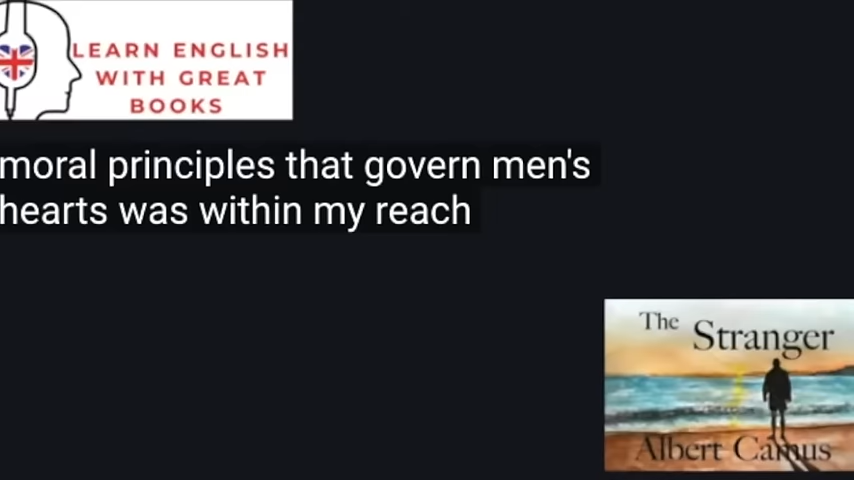 LEARN ENGLISH
WITH GREAT
BOOKS
moral principles that govern men's
hearts was within my reach
The Stranger
Albert Camus